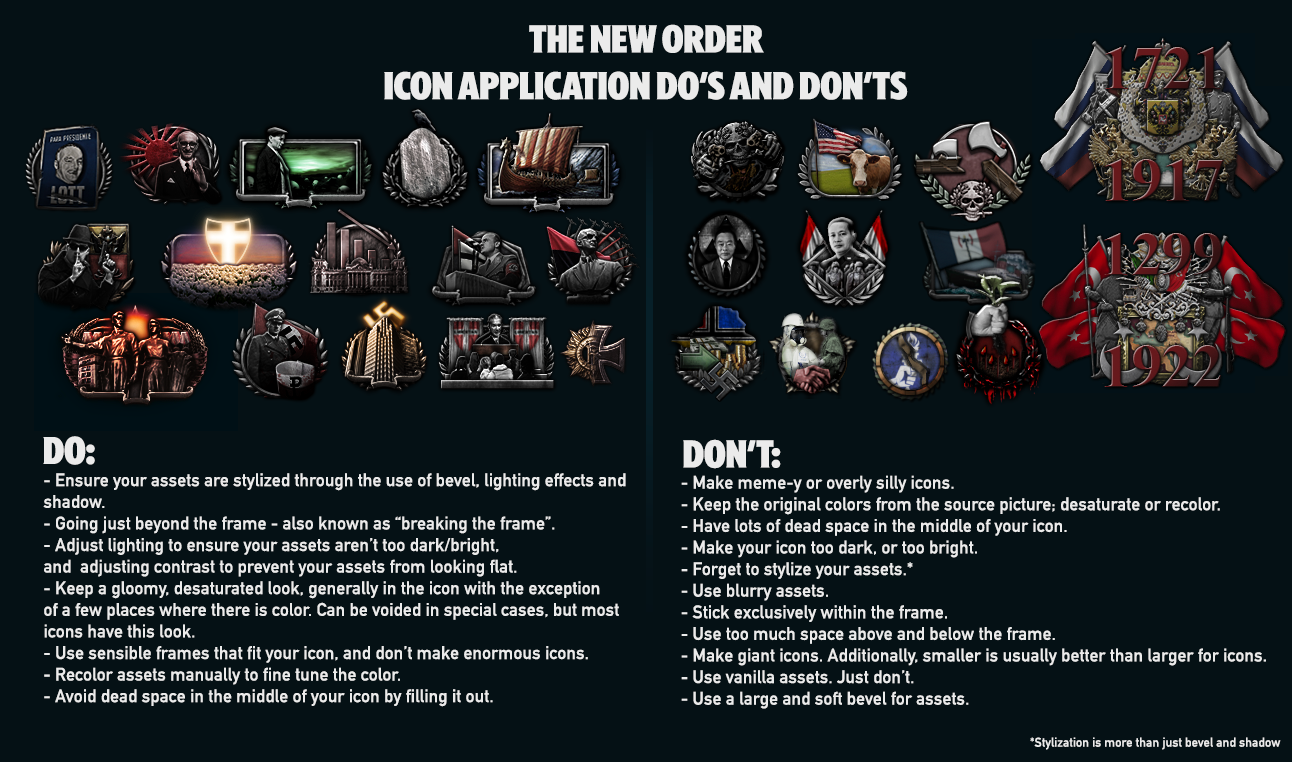 THE NEW ORDER
ICON APPLICATION DO'S AND DON'TS
PARA PRESIDENTE
LOTT
1721
1917
1299
1922
DO:
- Ensure your assets are stylized through the use of bevel, lighting effects and
shadow.
- Going just beyond the frame - also known as “breaking the frame”.
- Adjust lighting to ensure your assets aren't too dark/bright,
and  adjusting contrast to prevent your assets from looking flat.
- Keep a gloomy, desaturated look, generally in the icon with the exception
of a few places where there is color. Can be voided in special cases, but most
icons have this look.
- Use sensible frames that fit your icon, and don't make enormous icons.
- Recolor assets manually to fine tune the color.
- Avoid dead space in the middle of your icon by filling it out.
DON'T:
- Make meme-y or overly silly icons.
- Keep the original colors from the source picture; desaturate or recolor.
- Have lots of dead space in the middle of your icon.
- Make your icon too dark, or too bright.
- Forget to stylize your assets.*
- Use blurry assets.
- Stick exclusively within the frame.
- Use too much space above and below the frame.
- Make giant icons. Additionally, smaller is usually better than larger for icons.
- Use vanilla assets. Just don't.
- Use a large and soft bevel for assets.
*Stylization is more than just bevel and shadow